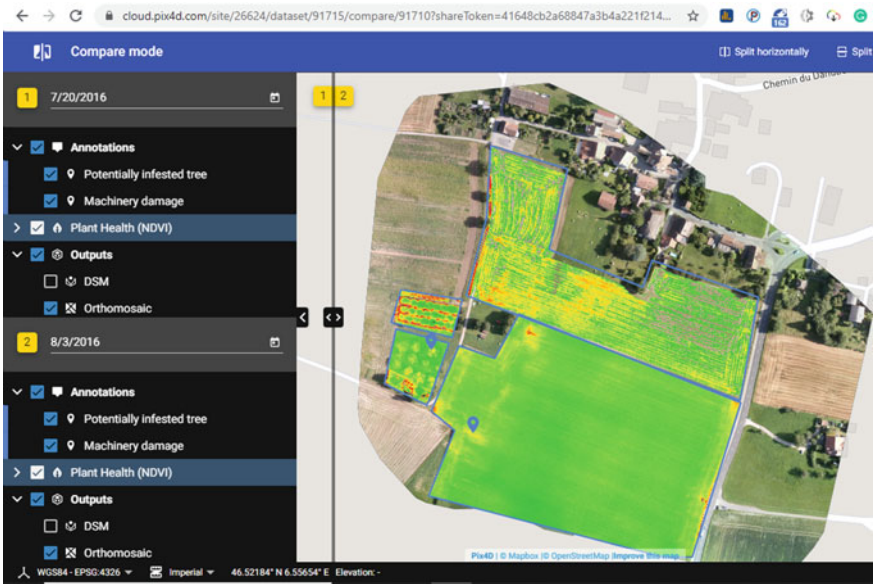 cloud.pix4d.com/site/26624/dataset/91715/compare/91710?shareToken=41648cb2a68847a3b4a221f214...
162
Compare mode
Split horizontally
Split
1 7/20/2016
1 2
Annotations
Potentially infested tree
Machinery damage
Plant Health (NDVI)
Outputs
DSM
Orthomosaic
2 8/3/2016
Annotations
Potentially infested tree
Machinery damage
Plant Health (NDVI)
Outputs
DSM
Orthomosaic
Chemin du
Pix4D | © Mapbox |© OpenStreetMap |Improve this map
WGS84 - EPSG:4326 Imperial 46.52184° N 6.55654° E Elevation: -